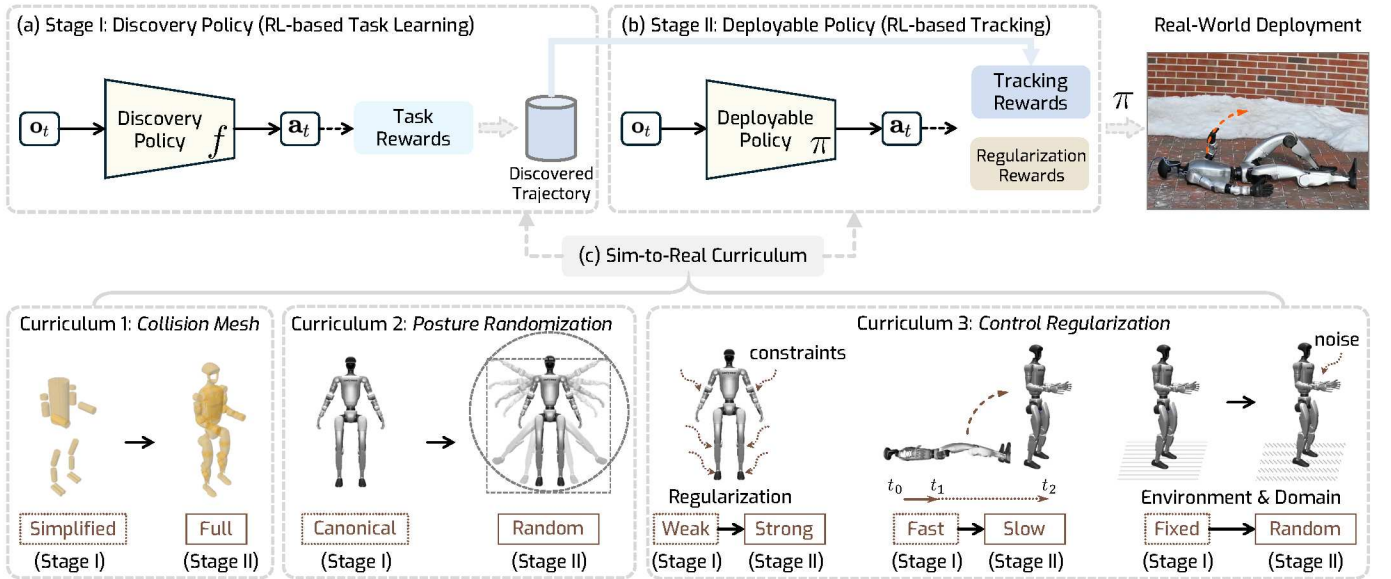 (a) Stage I: Discovery Policy (RL-based Task Learning)
o_t
Discovery
Policy
f
a_t
Task
Rewards
Discovered
Trajectory
(b) Stage II: Deployable Policy (RL-based Tracking)
o_t
Deployable
Policy
π
a_t
Tracking
Rewards
Regularization
Rewards
π
Real-World Deployment
(c) Sim-to-Real Curriculum
Curriculum 1: Collision Mesh
Simplified
(Stage I)
Full
(Stage II)
Curriculum 2: Posture Randomization
Canonical
(Stage I)
Random
(Stage II)
Curriculum 3: Control Regularization
constraints
Regularization
Weak
(Stage I)
Strong
(Stage II)
t_0
t_1
t_2
Fast
(Stage I)
Slow
(Stage II)
noise
Environment & Domain
Fixed
(Stage I)
Random
(Stage II)